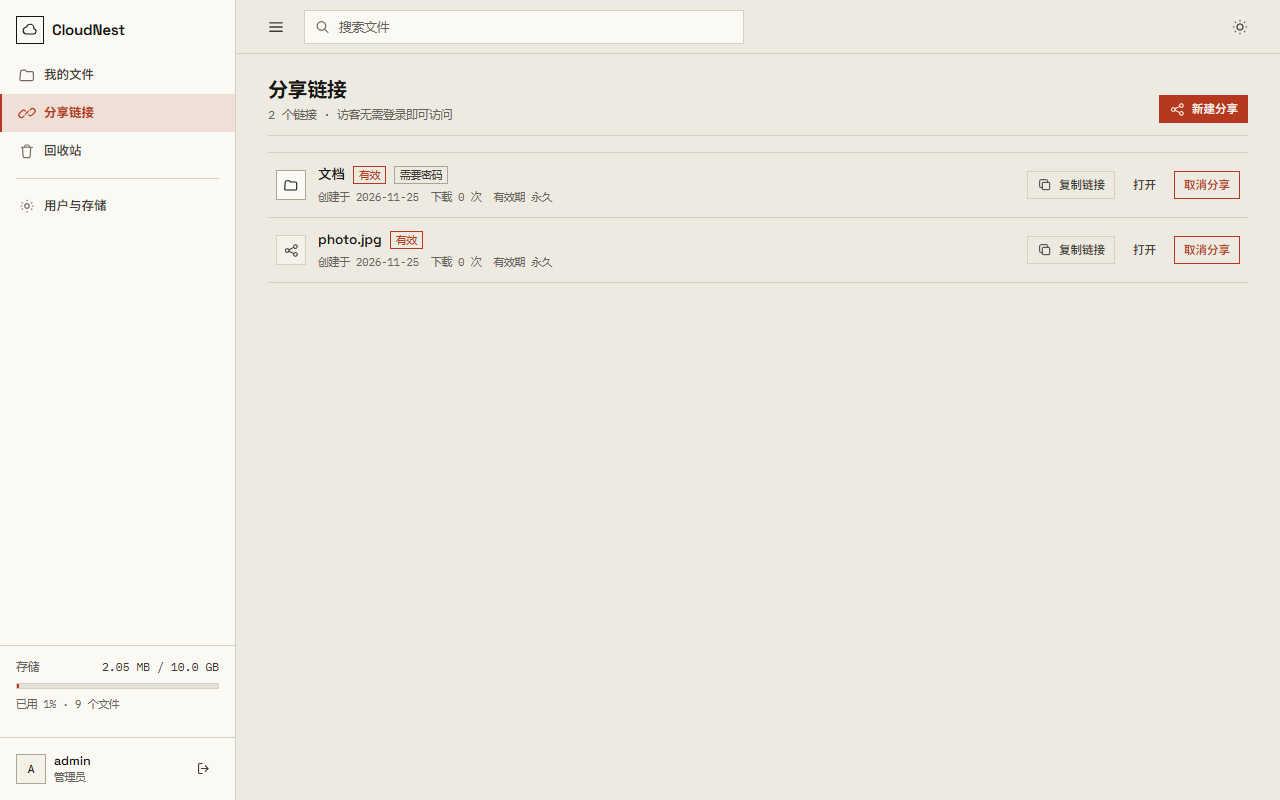 CloudNest
搜索文件
我的文件
分享链接
回收站
用户与存储
分享链接
2 个链接 · 访客无需登录即可访问
新建分享
文档 有效 需要密码
创建于 2026-11-25 下载 0 次 有效期 永久
复制链接 打开 取消分享
photo.jpg 有效
创建于 2026-11-25 下载 0 次 有效期 永久
复制链接 打开 取消分享
存储 2.05 MB / 10.0 GB
已用 1% · 9 个文件
A
admin
管理员